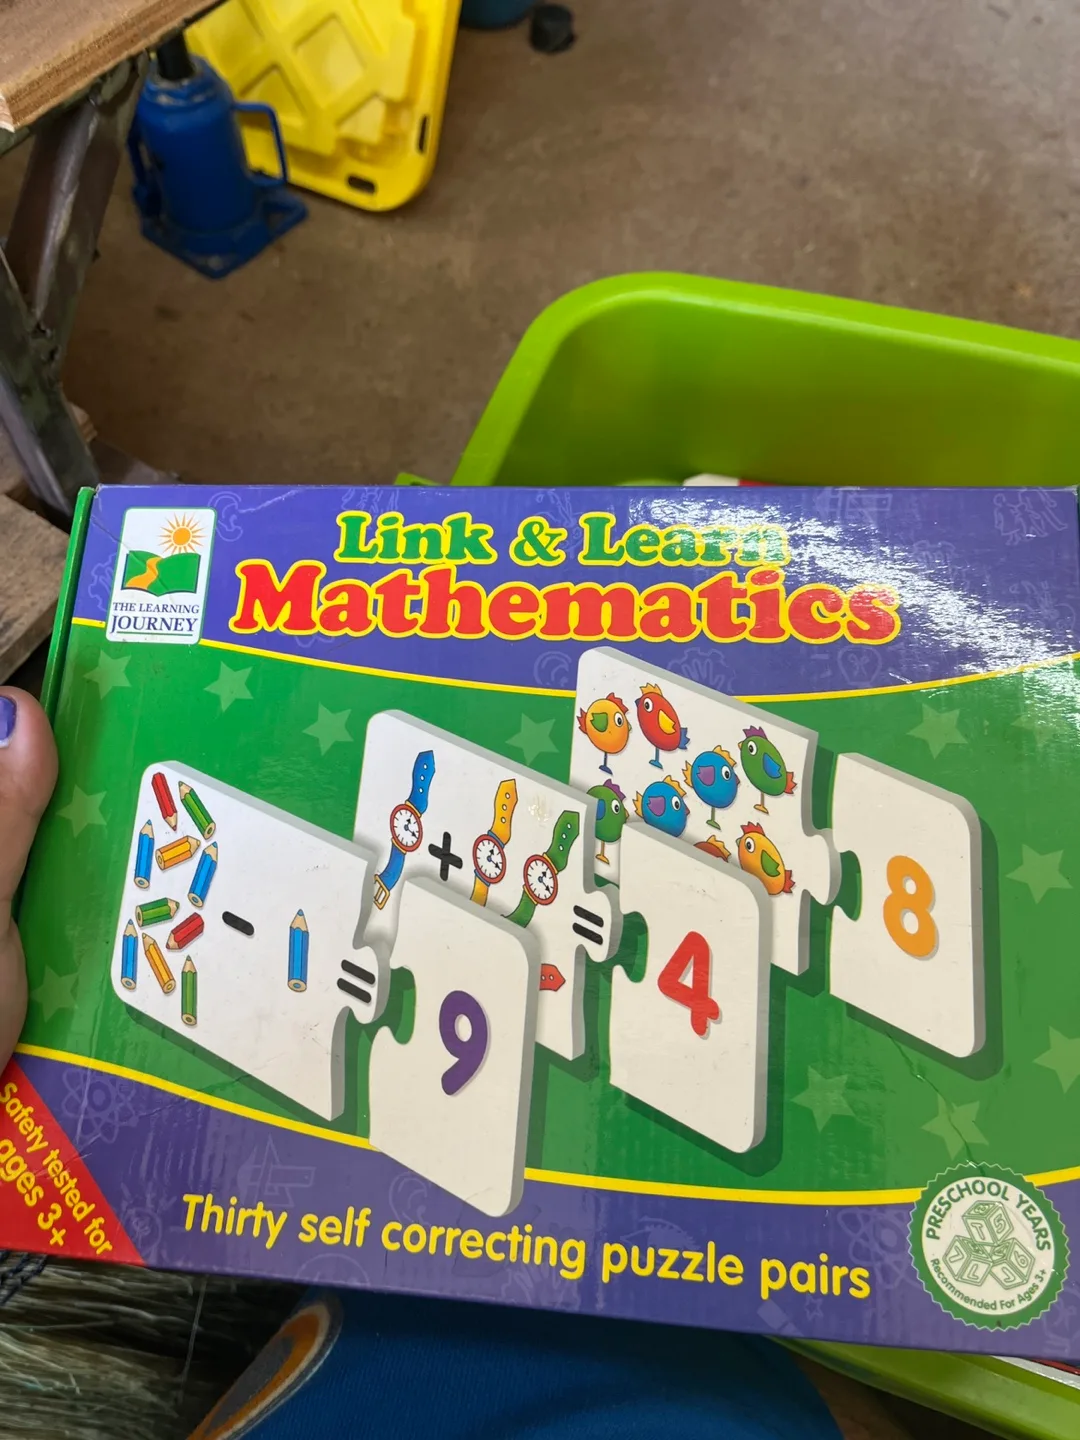 Link & Learn
Mathematics
THE LEARNING
JOURNEY
+
8
-
=
=
4
9
Safety tested for
ages 3+
Thirty self correcting puzzle pairs
PRESCHOOL YEARS
Recommended For Ages 3+